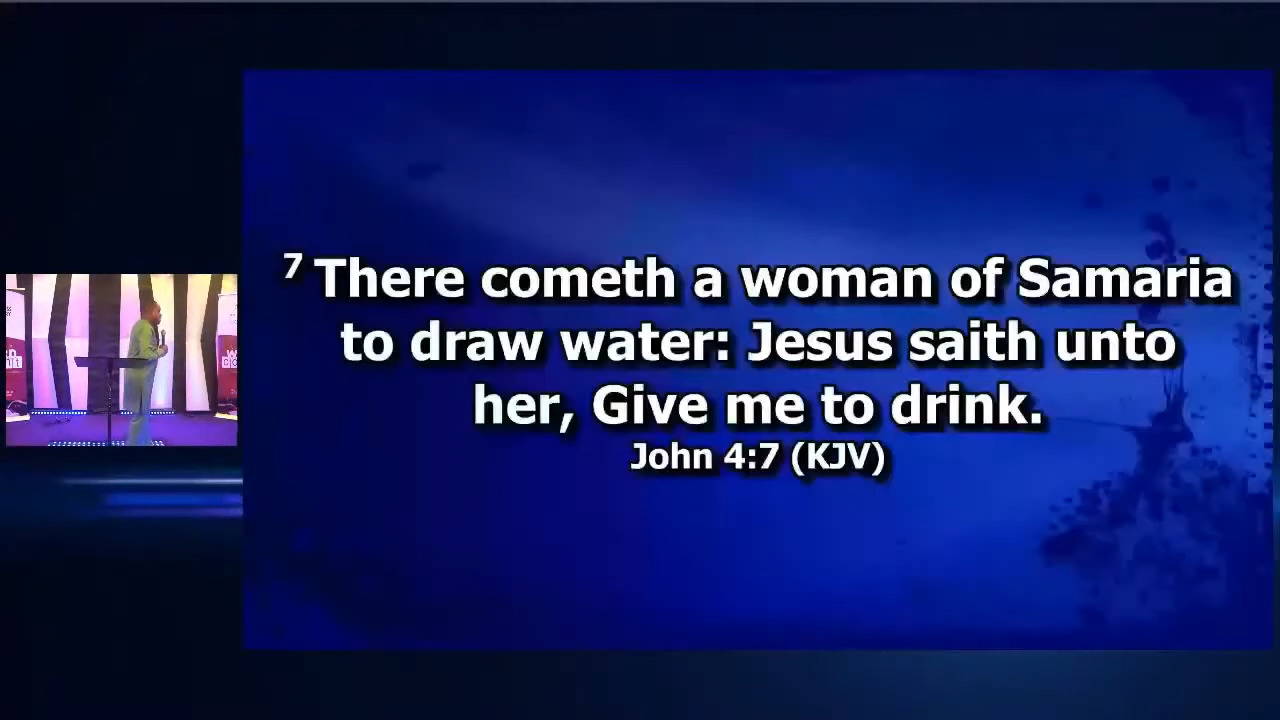 7 There cometh a woman of Samaria
to draw water: Jesus saith unto
her, Give me to drink.
John 4:7 (KJV)